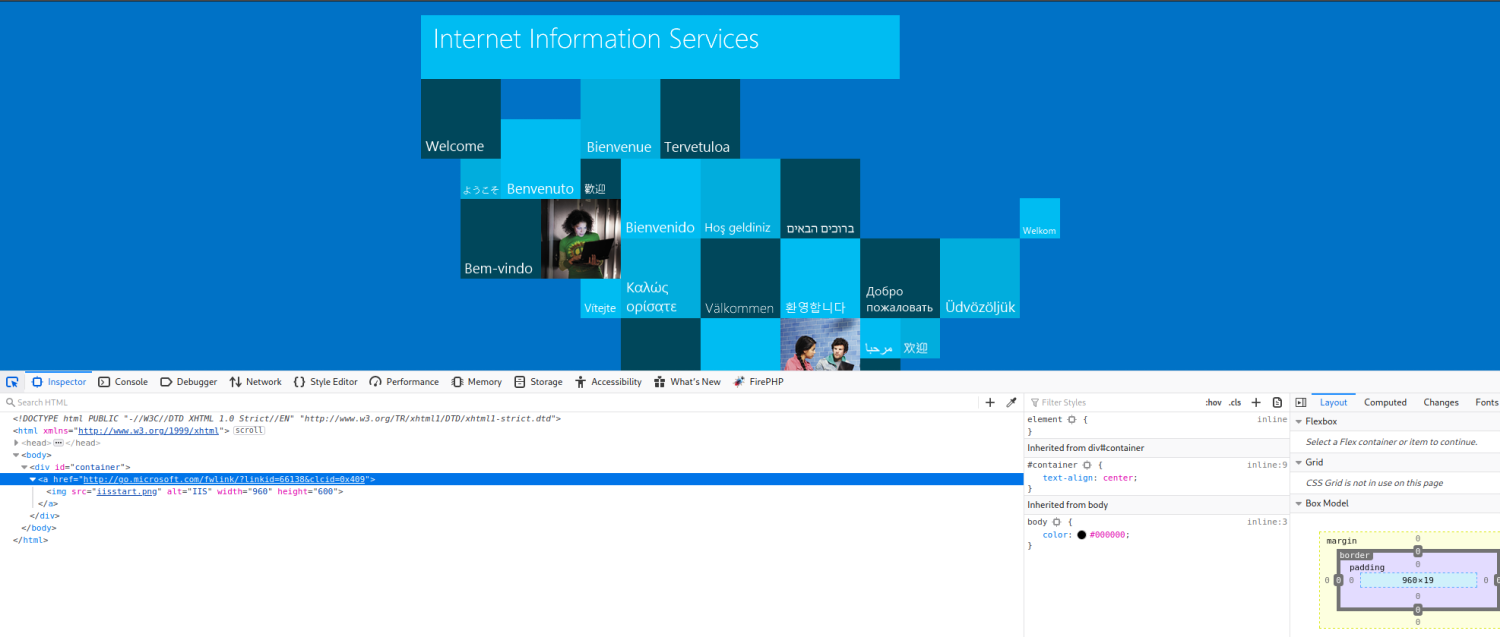 Internet Information Services
Welcome
Bienvenue
Tervetuloa
ようこそ
Benvenuto
歡迎
Bienvenido
Hoş geldiniz
ברוכים הבאים
Welkom
Bem-vindo
Vítejte
Καλώς
ορίσατε
Välkommen
환영합니다
Добро
пожаловать
Üdvözöljük
مرحبا
欢迎
Inspector Console Debugger Network {} Style Editor Performance Memory Storage Accessibility What's New FirePHP
Search HTML
<!DOCTYPE html PUBLIC "-//W3C//DTD XHTML 1.0 Strict//EN" "http://www.w3.org/TR/xhtml1/DTD/xhtml1-strict.dtd">
<html xmlns="http://www.w3.org/1999/xhtml"> scroll
<head> ••• </head>
<body>
<div id="container">
<a href="http://go.microsoft.com/fwlink/?linkid=66138&clcid=0x409">
<img src="iisstart.png" alt="IIS" width="960" height="600">
</a>
</div>
</body>
</html>
Filter Styles :hov .cls +
element { inline
}
Inherited from div#container
#container { inline:9
text-align: center;
}
Inherited from body
body { inline:3
color: #000000;
}
Layout Computed Changes Fonts
Flexbox
Select a Flex container or item to continue.
Grid
CSS Grid is not in use on this page
Box Model
margin 0
border 0
padding 0
0 0 0 960×19 0 0
0
0
0